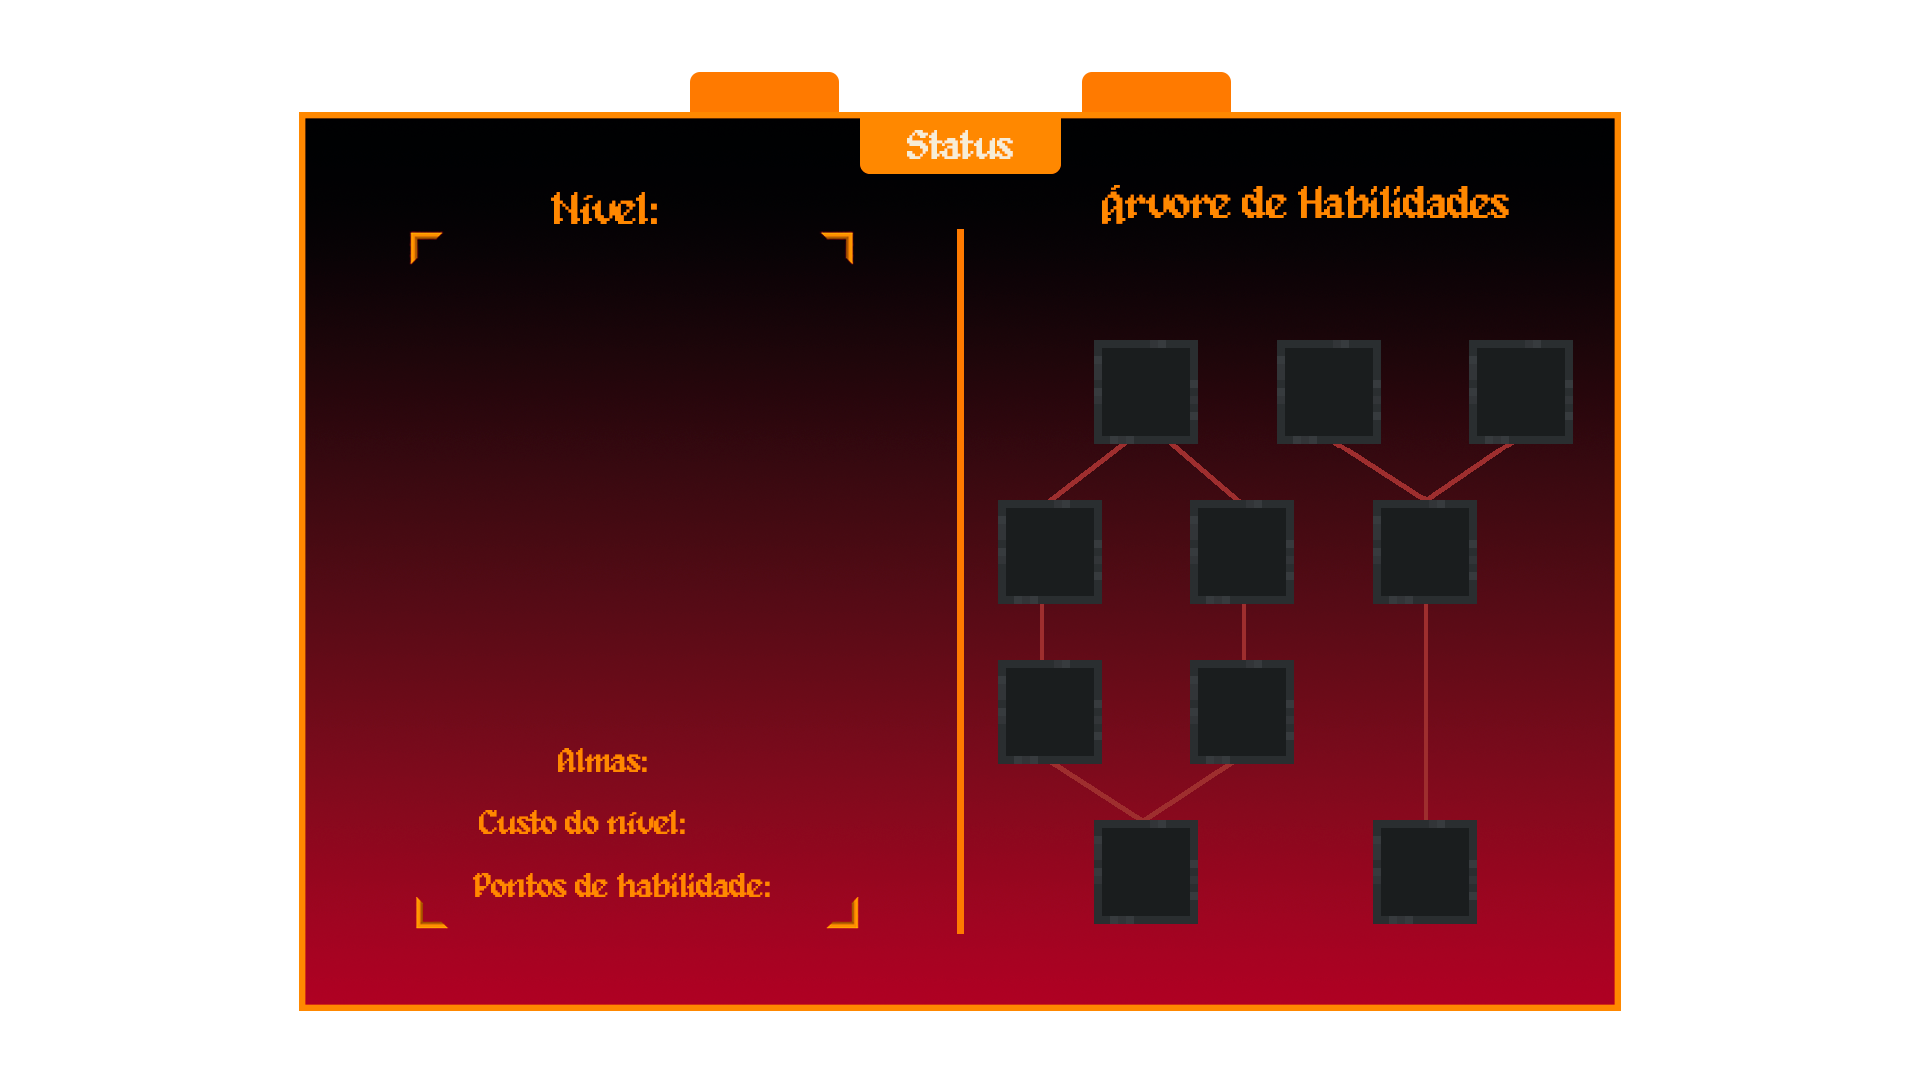 Status
Nível:
Árvore de Habilidades
Almas:
Custo do nível:
Pontos de habilidade: